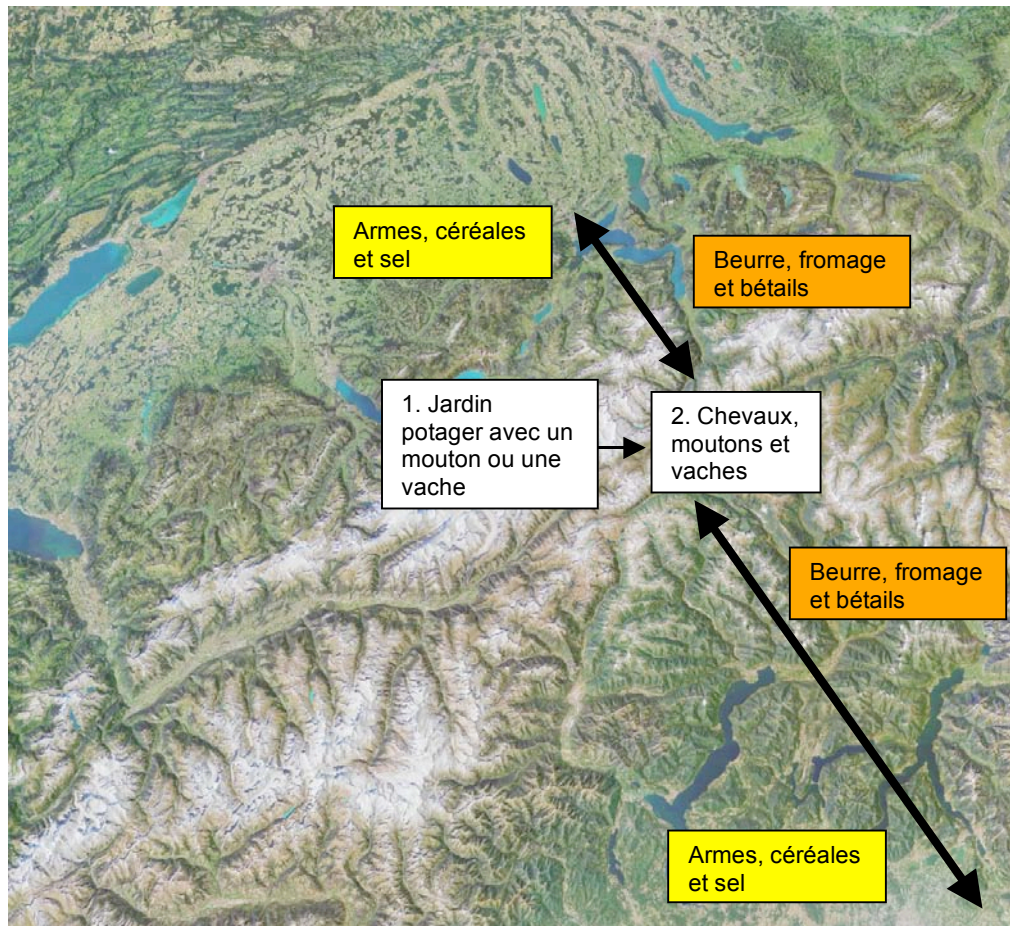 Armes, céréales
et sel
Beurre, fromage
et bétails
1. Jardin
potager avec un
mouton ou une
vache
2. Chevaux,
moutons et
vaches
Beurre, fromage
et bétails
Armes, céréales
et sel